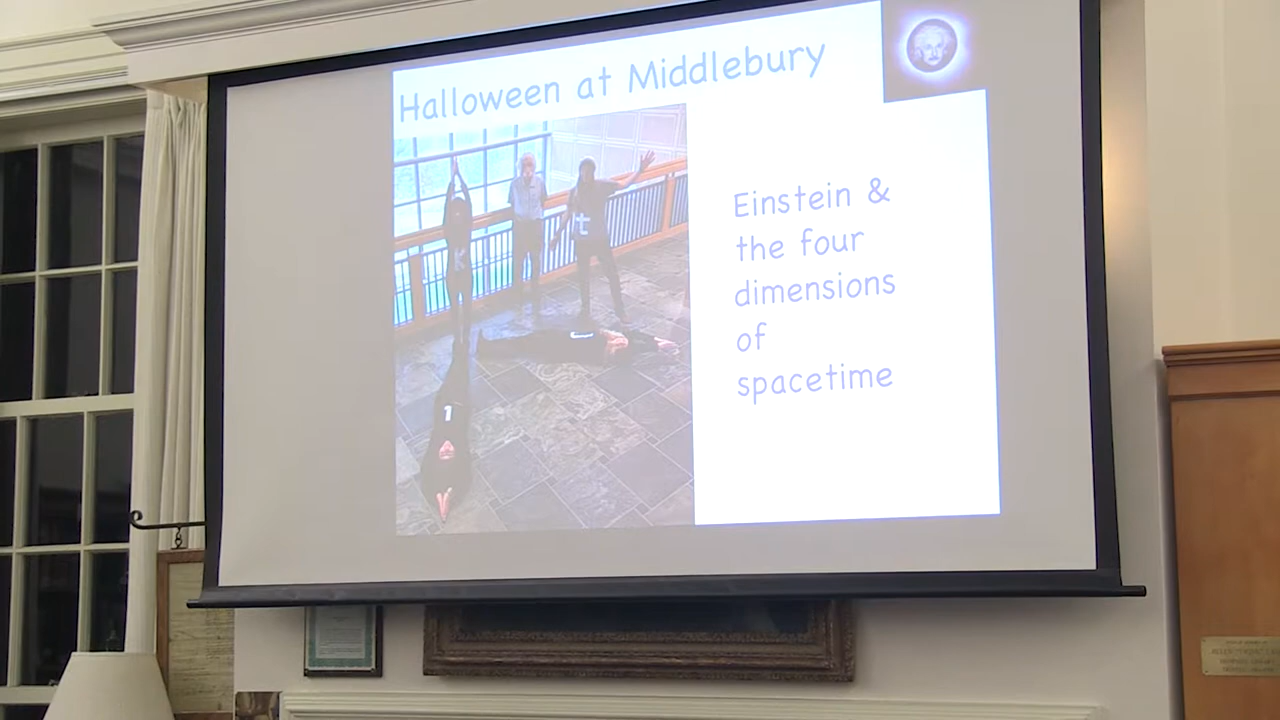 Halloween at Middlebury
Einstein &
the four
dimensions
of
spacetime
t